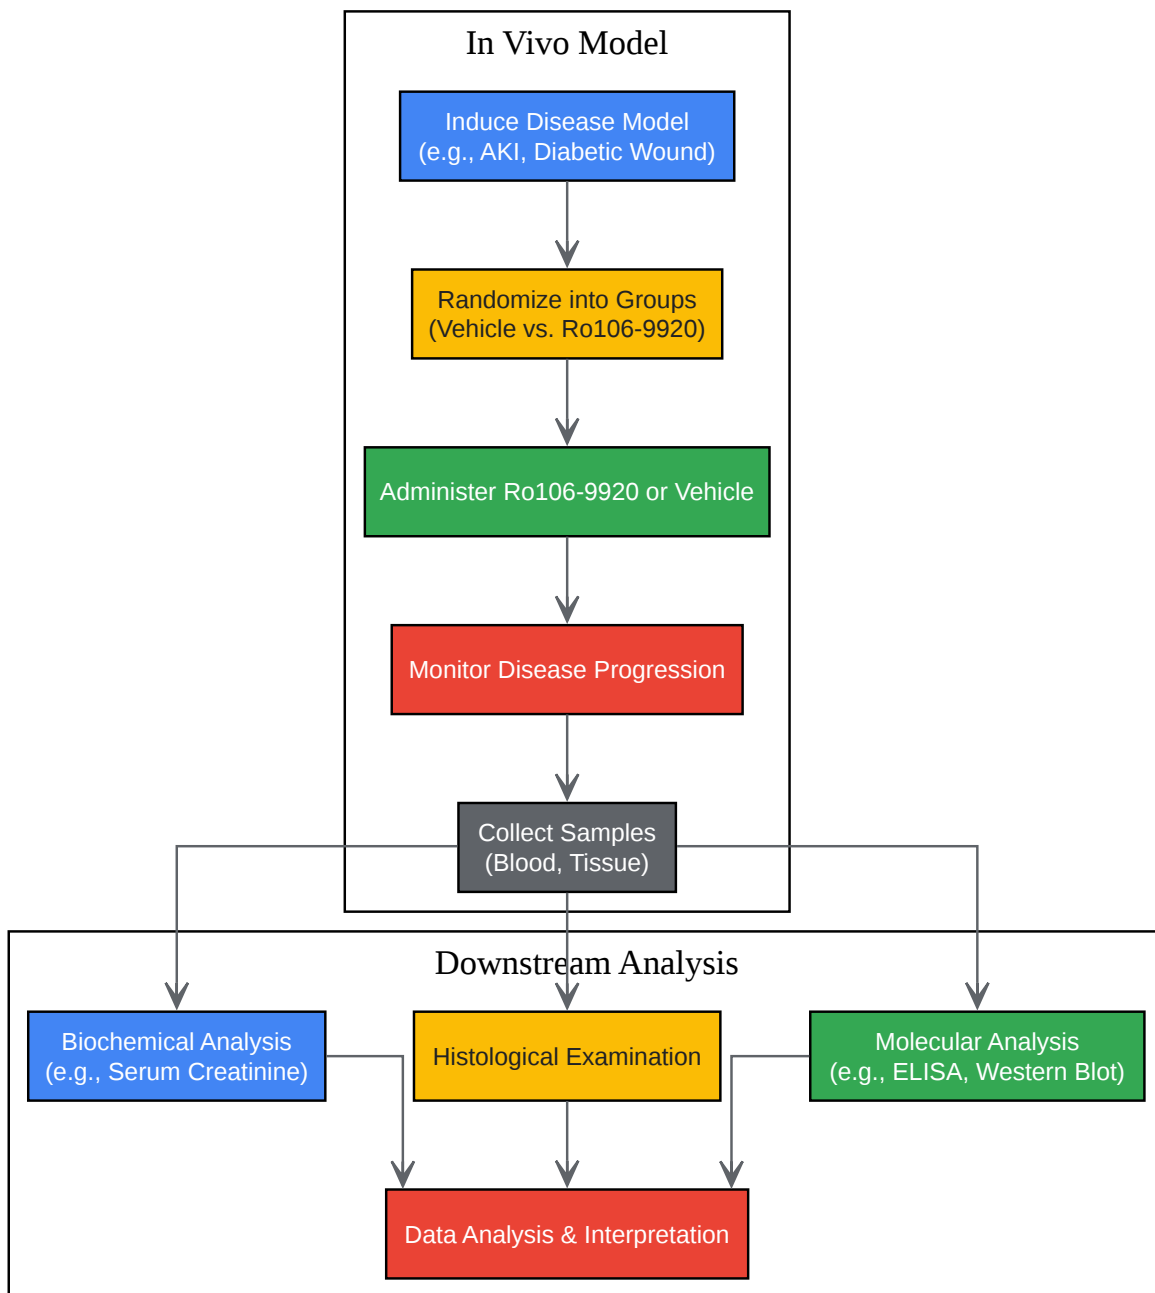 In Vivo Model
Induce Disease Model
(e.g., AKI, Diabetic Wound)
Randomize into Groups
(Vehicle vs. Ro106-9920)
Administer Ro106-9920 or Vehicle
Monitor Disease Progression
Collect Samples
(Blood, Tissue)
Downstream Analysis
Biochemical Analysis
(e.g., Serum Creatinine)
Histological Examination
Molecular Analysis
(e.g., ELISA, Western Blot)
Data Analysis & Interpretation